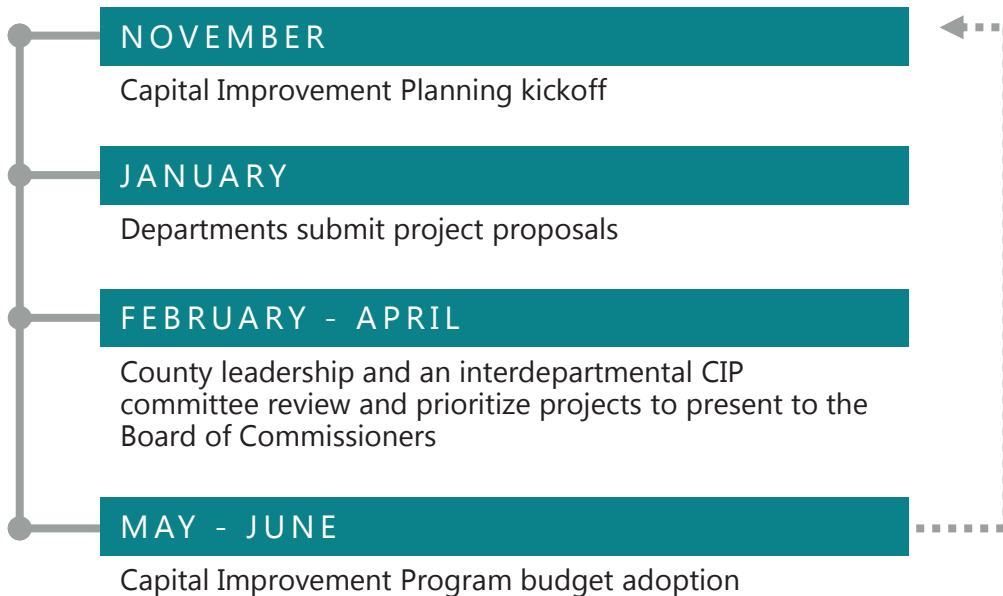 NOVEMBER
Capital Improvement Planning kickoff
JANUARY
Departments submit project proposals
FEBRUARY - APRIL
County leadership and an interdepartmental CIP
committee review and prioritize projects to present to the
Board of Commissioners
MAY - JUNE
Capital Improvement Program budget adoption